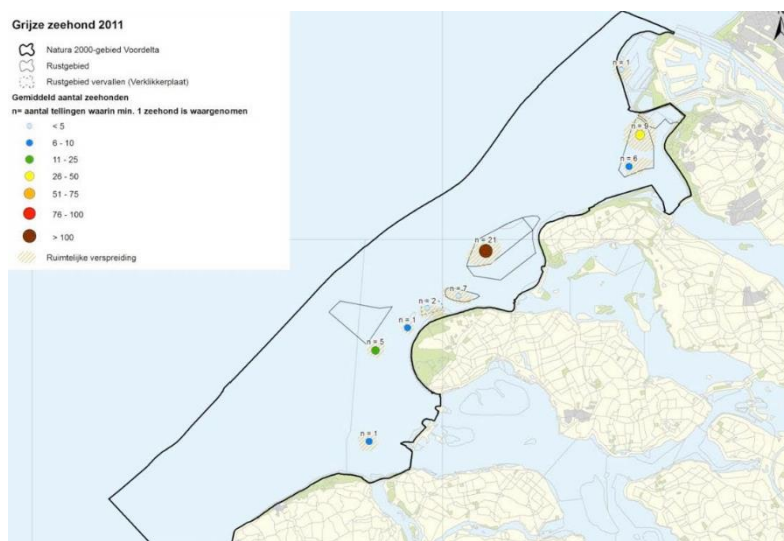 Grijze zeehond 2011
Natura 2000-gebied Voordelta
Rustgebied
Rustgebied vervallen (Verklikkerplaat)
Gemiddeld aantal zeehonden
n= aantal tellingen waarin min. 1 zeehond is waargenomen
< 5
6 - 10
11 - 25
26 - 50
51 - 75
76 - 100
> 100
Ruimtelijke verspreiding
n = 1
n = 9
n = 6
n = 21
n = 7
n = 2
n = 1
n = 5
n = 1